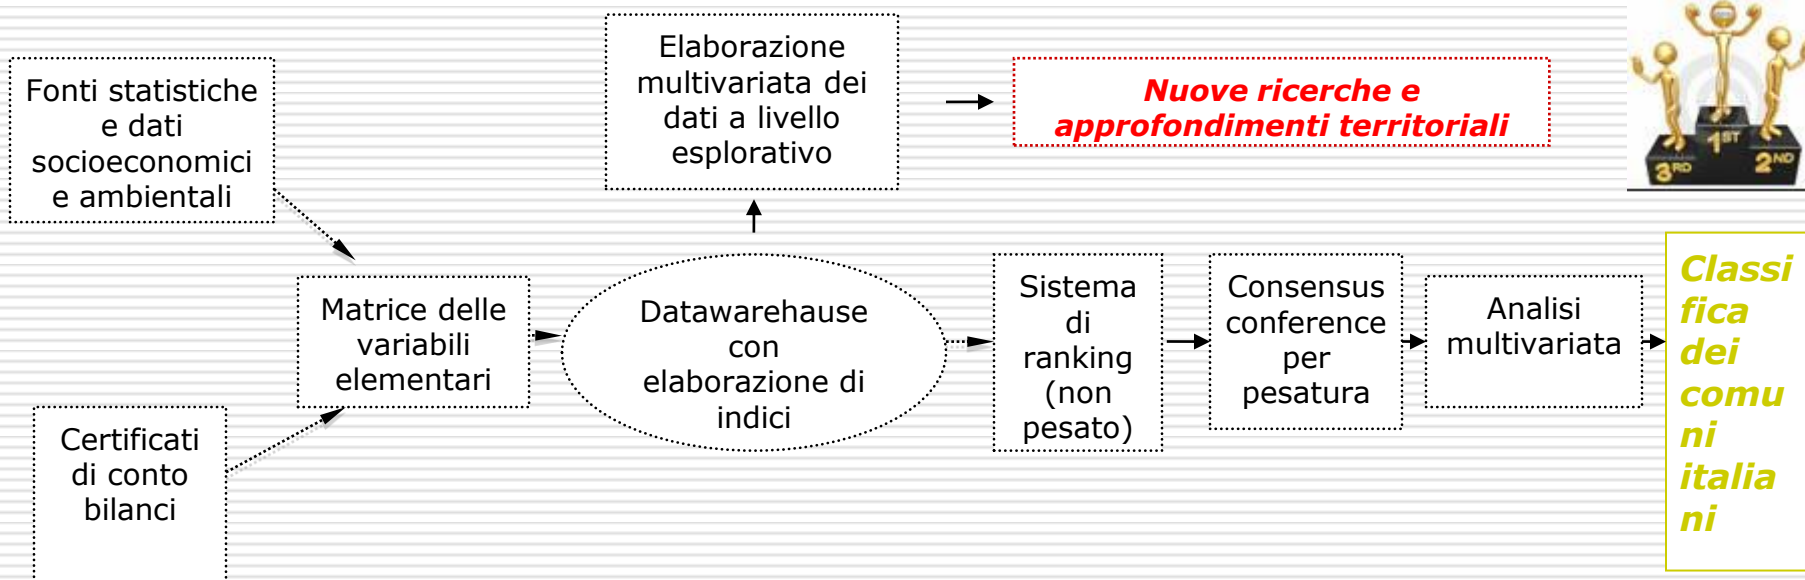 Fonti statistiche
e dati
socioeconomici
e ambientali
Certificati
di conto
bilanci
Matrice delle
variabili
elementari
Elaborazione
multivariata dei
dati a livello
esplorativo
Nuove ricerche e
approfondimenti territoriali
Datawarehause
con
elaborazione di
indici
Sistema
di
ranking
(non
pesato)
Consensus
conference
per
pesatura
Analisi
multivariata
Classi
fica
dei
comu
ni
italia
ni
1ST
2ND
3RD